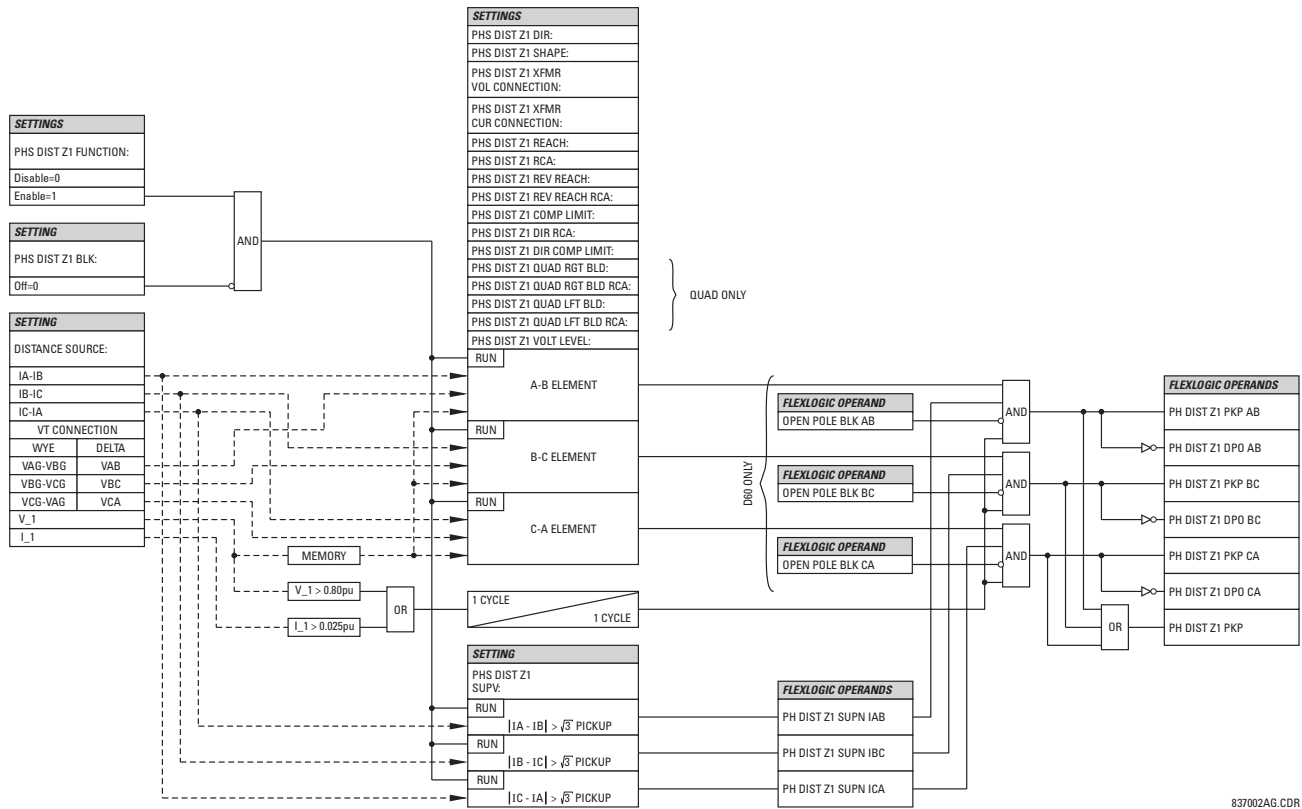 SETTINGS
PHS DIST Z1 FUNCTION:
Disable=0
Enable=1
SETTING
PHS DIST Z1 BLK:
Off=0
AND
SETTING
DISTANCE SOURCE:
IA-IB
IB-IC
IC-IA
VT CONNECTION
WYE DELTA
VAG-VBG VAB
VBG-VCG VBC
VCG-VAG VCA
V_1
I_1
MEMORY
V_1 > 0.80pu
I_1 > 0.025pu
OR
SETTINGS
PHS DIST Z1 DIR:
PHS DIST Z1 SHAPE:
PHS DIST Z1 XFMR
VOL CONNECTION:
PHS DIST Z1 XFMR
CUR CONNECTION:
PHS DIST Z1 REACH:
PHS DIST Z1 RCA:
PHS DIST Z1 REV REACH:
PHS DIST Z1 REV REACH RCA:
PHS DIST Z1 COMP LIMIT:
PHS DIST Z1 DIR RCA:
PHS DIST Z1 DIR COMP LIMIT:
PHS DIST Z1 QUAD RGT BLD:
PHS DIST Z1 QUAD RGT BLD RCA:
PHS DIST Z1 QUAD LFT BLD:
PHS DIST Z1 QUAD LFT BLD RCA:
PHS DIST Z1 VOLT LEVEL:
QUAD ONLY
RUN
A-B ELEMENT
RUN
B-C ELEMENT
RUN
C-A ELEMENT
1 CYCLE
1 CYCLE
SETTING
PHS DIST Z1
SUPV:
RUN
|IA - IB| > √3 PICKUP
RUN
|IB - IC| > √3 PICKUP
RUN
|IC - IA| > √3 PICKUP
D60 ONLY
FLEXLOGIC OPERAND
OPEN POLE BLK AB
FLEXLOGIC OPERAND
OPEN POLE BLK BC
FLEXLOGIC OPERAND
OPEN POLE BLK CA
FLEXLOGIC OPERANDS
PH DIST Z1 SUPN IAB
PH DIST Z1 SUPN IBC
PH DIST Z1 SUPN ICA
AND
AND
AND
OR
FLEXLOGIC OPERANDS
PH DIST Z1 PKP AB
PH DIST Z1 DPO AB
PH DIST Z1 PKP BC
PH DIST Z1 DPO BC
PH DIST Z1 PKP CA
PH DIST Z1 DPO CA
PH DIST Z1 PKP
837002AG.CDR